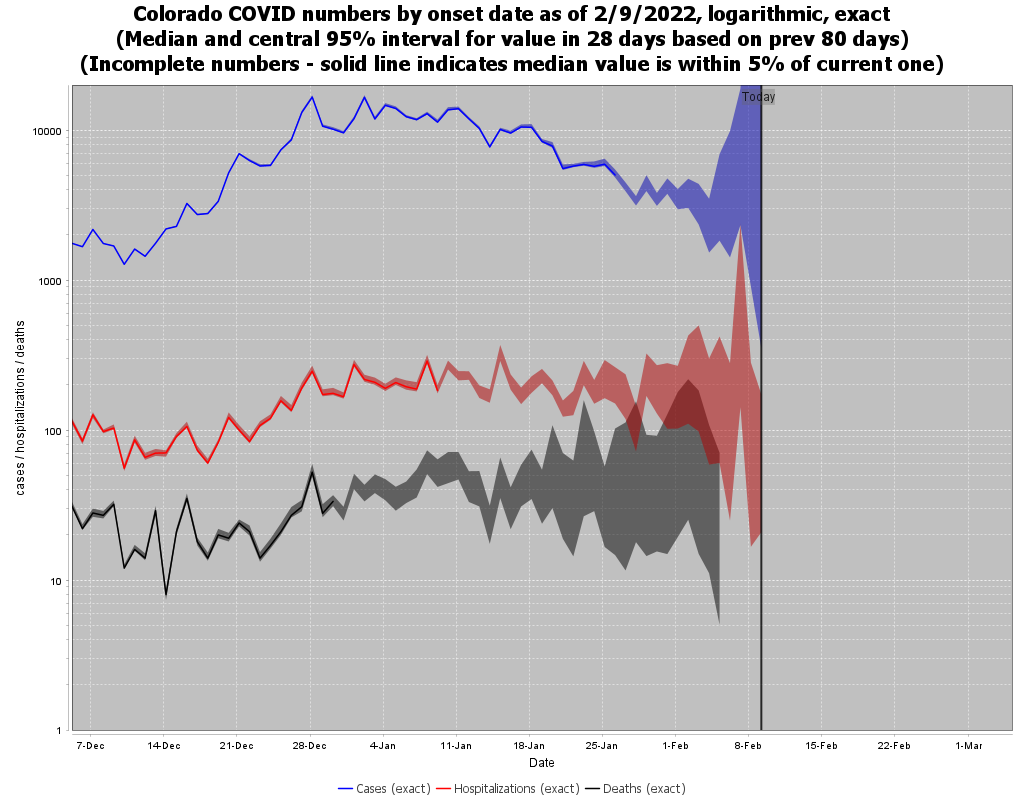 Colorado COVID numbers by onset date as of 2/9/2022, logarithmic, exact
(Median and central 95% interval for value in 28 days based on prev 80 days)
(Incomplete numbers - solid line indicates median value is within 5% of current one)
Today
10000
1000
100
10
1
cases / hospitalizations / deaths
7-Dec 14-Dec 21-Dec 28-Dec 4-Jan 11-Jan 18-Jan 25-Jan 1-Feb 8-Feb 15-Feb 22-Feb 1-Mar
Date
Cases (exact) Hospitalizations (exact) Deaths (exact)